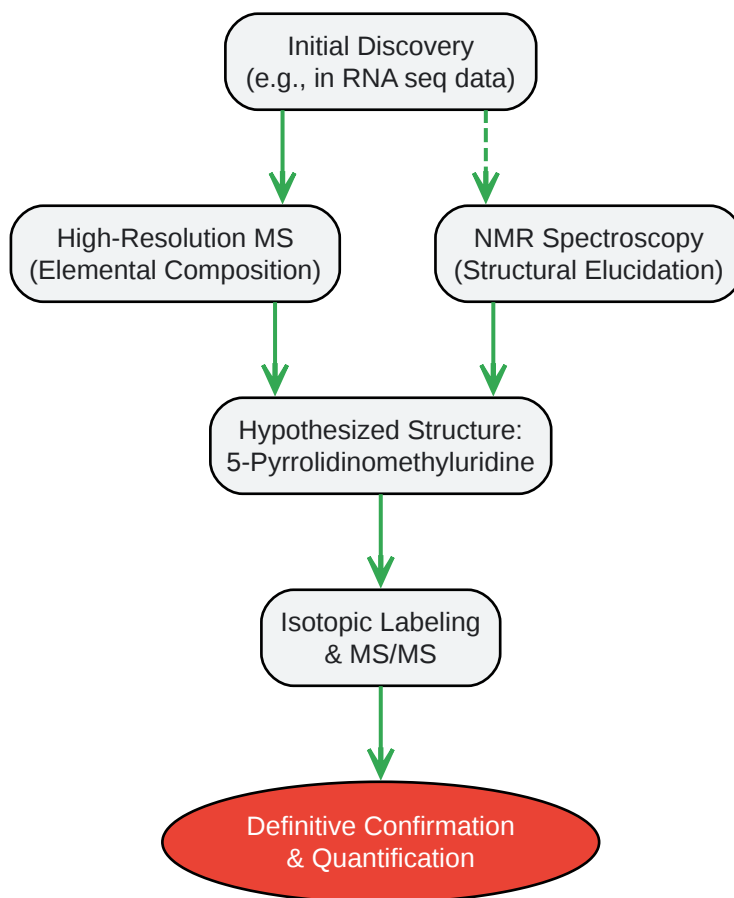 Initial Discovery
(e.g., in RNA seq data)
High-Resolution MS
(Elemental Composition)
NMR Spectroscopy
(Structural Elucidation)
Hypothesized Structure:
5-Pyrrolidinomethyluridine
Isotopic Labeling
& MS/MS
Definitive Confirmation
& Quantification